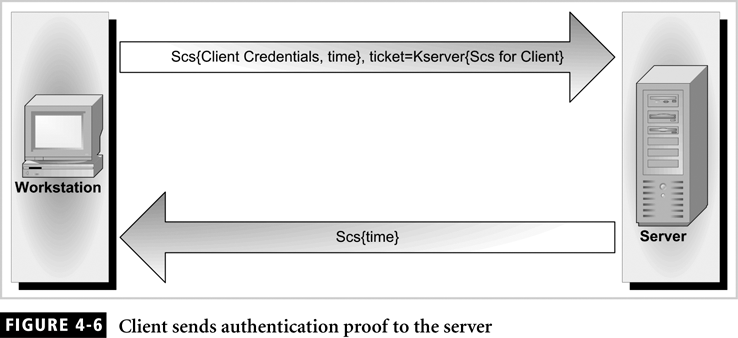 Scs{Client Credentials, time}, ticket=Kserver{Scs for Client}
Workstation
Scs{time}
Server
FIGURE 4-6 Client sends authentication proof to the server